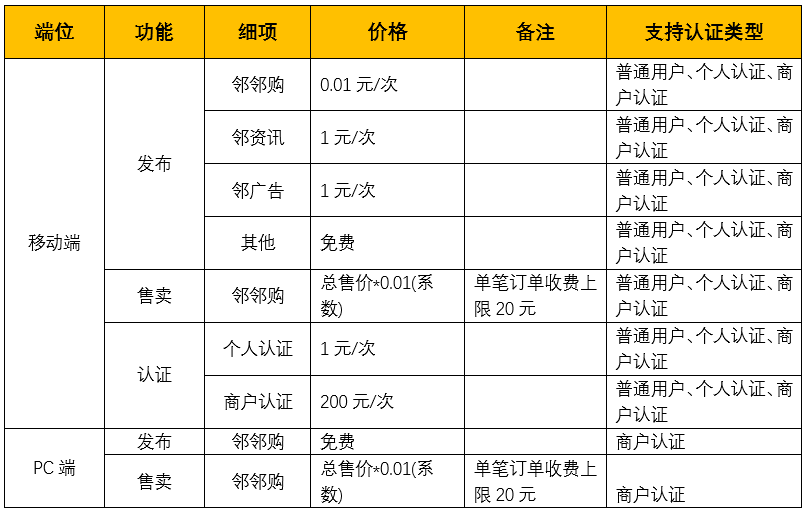 端位 功能 细项 价格 备注 支持认证类型
移动端 发布 邻邻购 0.01 元/次 普通用户、个人认证、商
户认证
邻资讯 1 元/次 普通用户、个人认证、商
户认证
邻广告 1 元/次 普通用户、个人认证、商
户认证
其他 免费 普通用户、个人认证、商
户认证
售卖 邻邻购 总售价*0.01(系
数) 单笔订单收费上
限 20 元 普通用户、个人认证、商
户认证
认证 个人认证 1 元/次 普通用户、个人认证、商
户认证
商户认证 200 元/次 普通用户、个人认证、商
户认证
PC 端 发布 邻邻购 免费 商户认证
售卖 邻邻购 总售价*0.01(系
数) 单笔订单收费上
限 20 元 商户认证